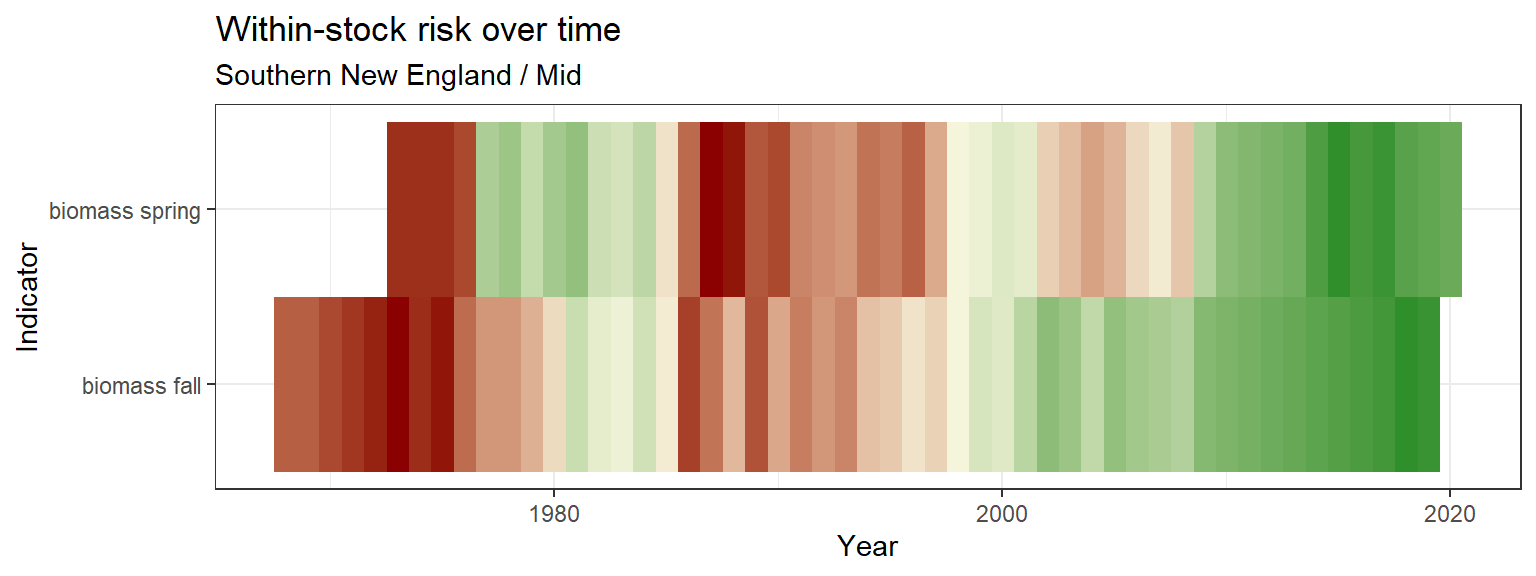 Within-stock risk over time
Southern New England / Mid
Indicator
biomass spring
biomass fall
1980
2000
2020
Year